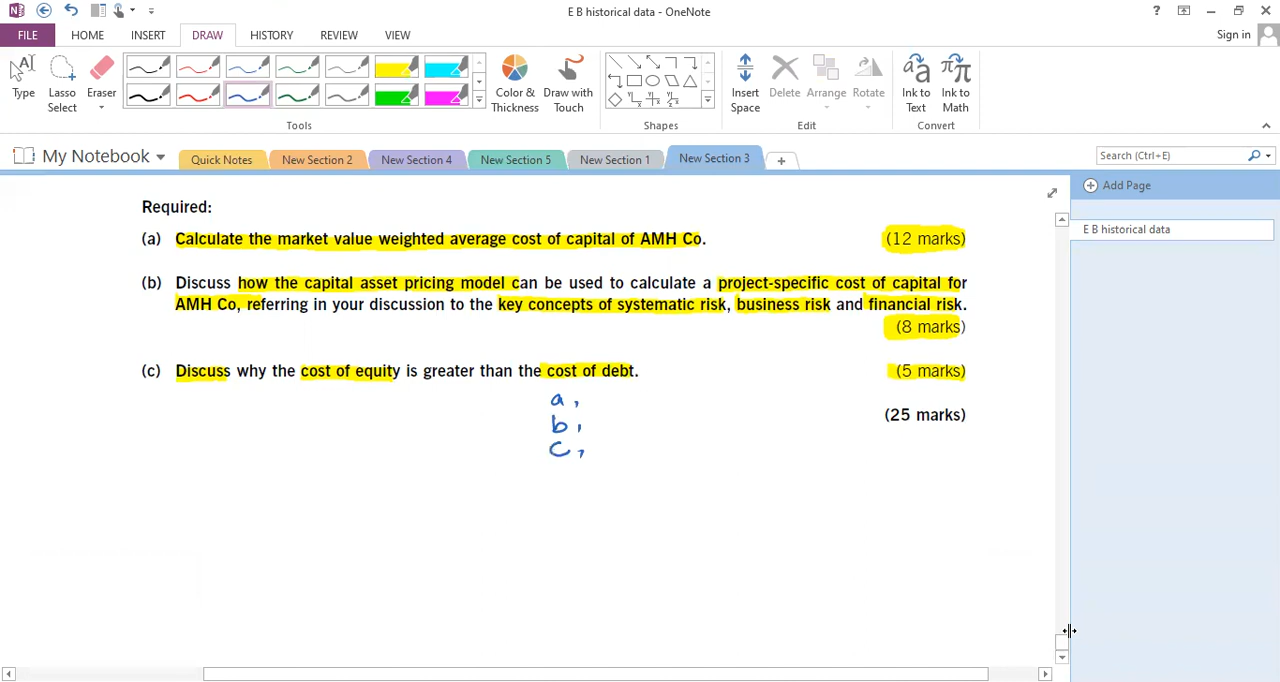 E B historical data - OneNote
?
Sign in
FILE HOME INSERT DRAW HISTORY REVIEW VIEW
Type
Lasso Select
Eraser
Color & Thickness
Draw with Touch
Insert Space
Delete
Arrange
Rotate
Ink to Text
Ink to Math
Tools
Shapes
Edit
Convert
My Notebook
Quick Notes
New Section 2
New Section 4
New Section 5
New Section 1
New Section 3
Search (Ctrl+E)
Add Page
E B historical data
Required:
(a) Calculate the market value weighted average cost of capital of AMH Co. (12 marks)
(b) Discuss how the capital asset pricing model can be used to calculate a project-specific cost of capital for
AMH Co, referring in your discussion to the key concepts of systematic risk, business risk and financial risk.
(8 marks)
(c) Discuss why the cost of equity is greater than the cost of debt. (5 marks)
a,
b,
c,
(25 marks)